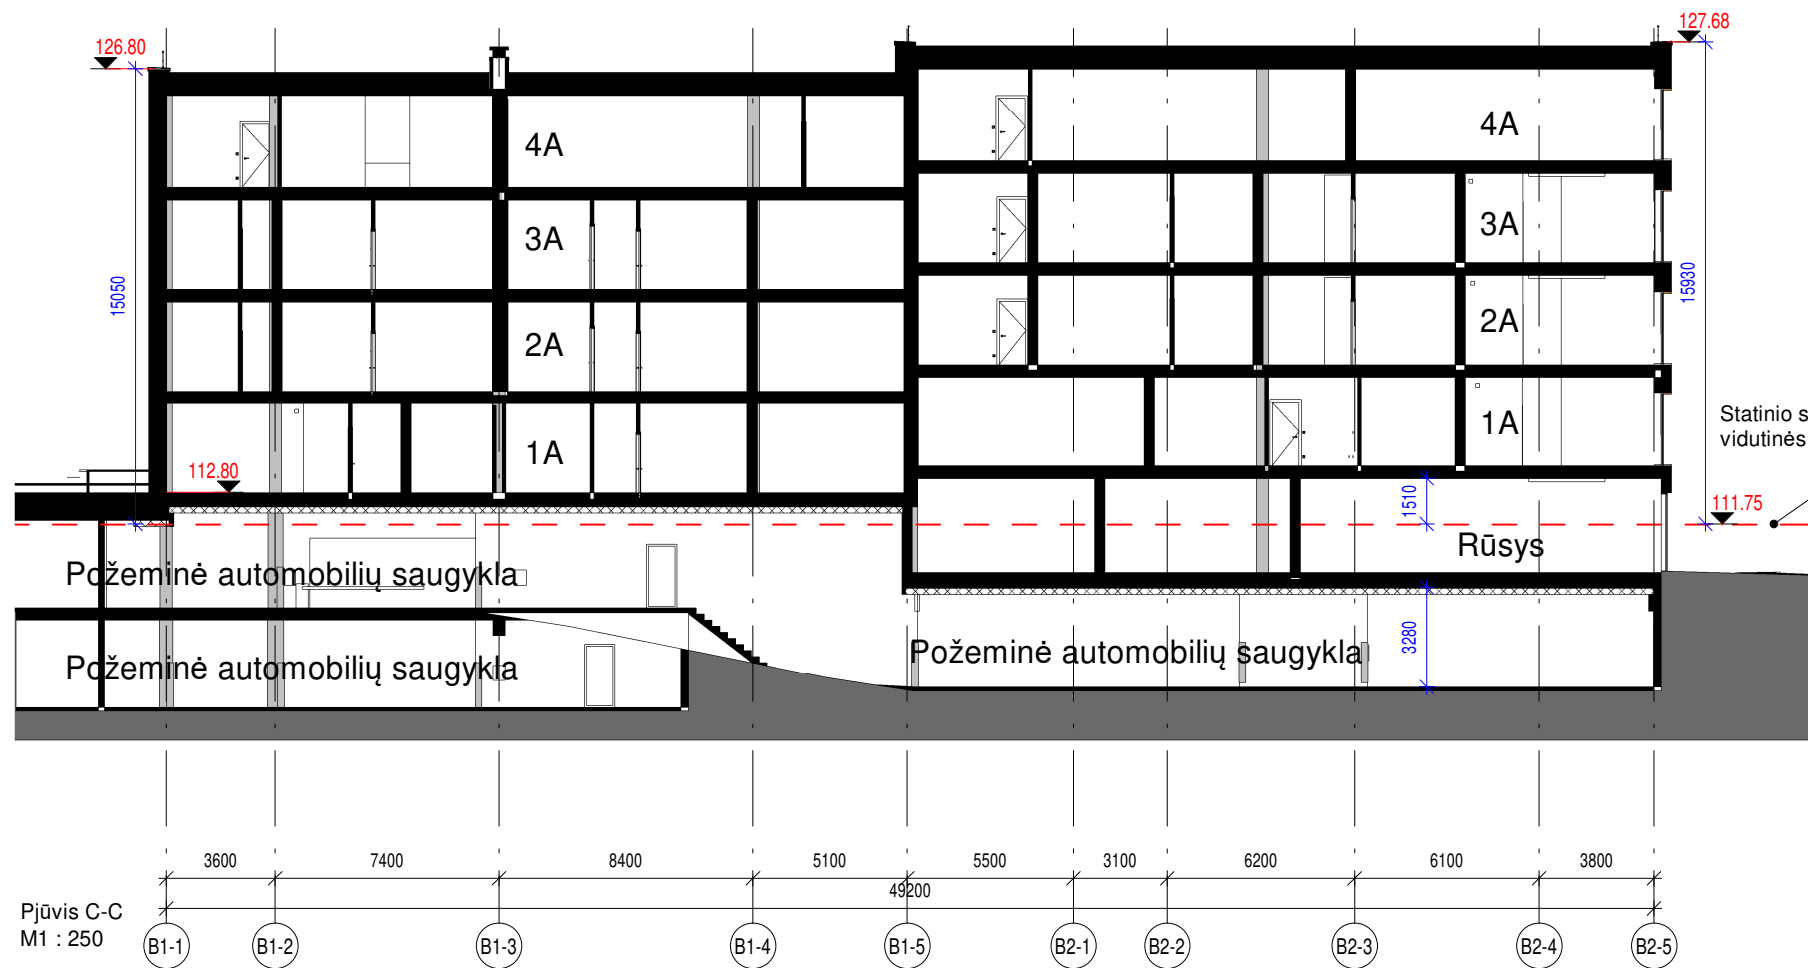 126.80
127.68
4A
4A
3A
3A
15050
15930
2A
2A
1A
1A
Statinio s
vidutinės
112.80
1510
111.75
Rūsys
Požeminė automobilių saugykla
3280
Požeminė automobilių saugykla
Požeminė automobilių saugykla
3600
7400
8400
5100
5500
3100
6200
6100
3800
49200
Pjūvis C-C
M1 : 250
B1-1
B1-2
B1-3
B1-4
B1-5
B2-1
B2-2
B2-3
B2-4
B2-5